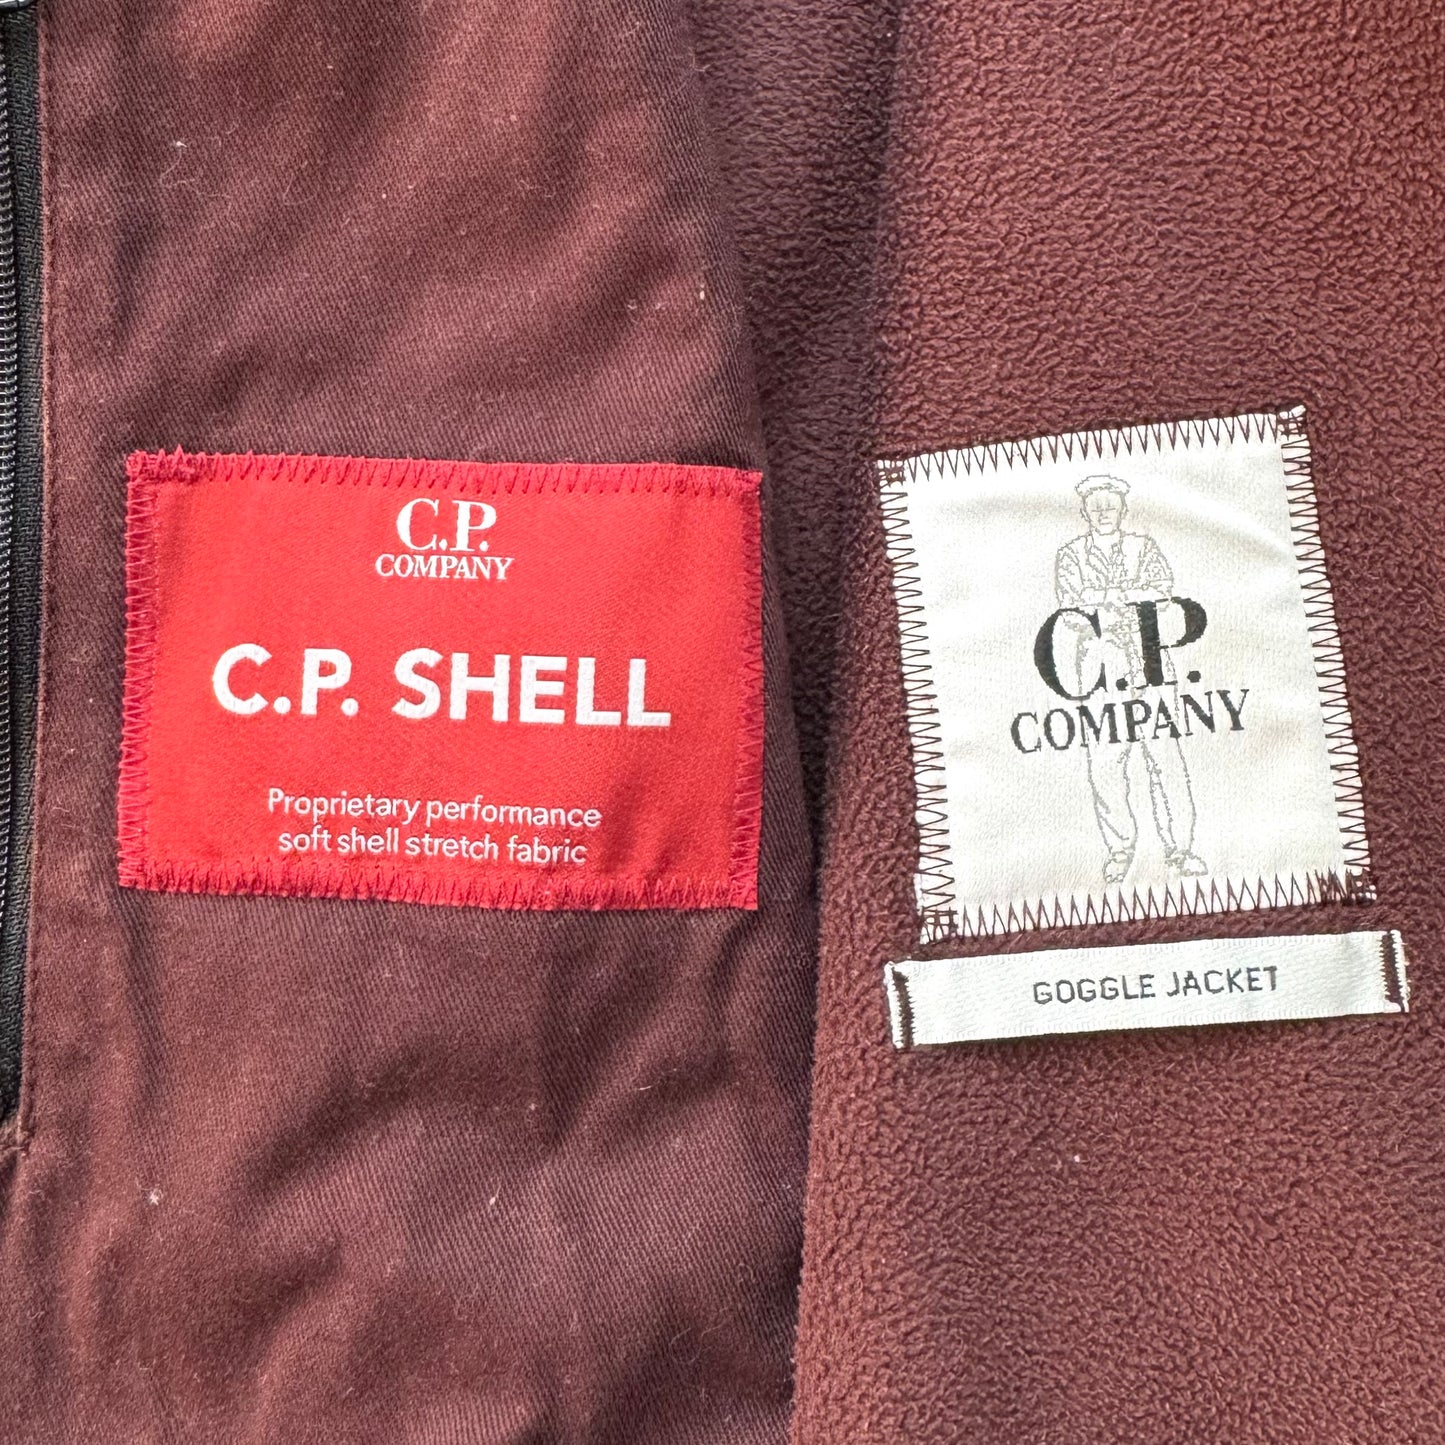 C.P.
COMPANY
C.P. SHELL
Proprietary performance
soft shell stretch fabric
C.P.
COMPANY
GOGGLE JACKET